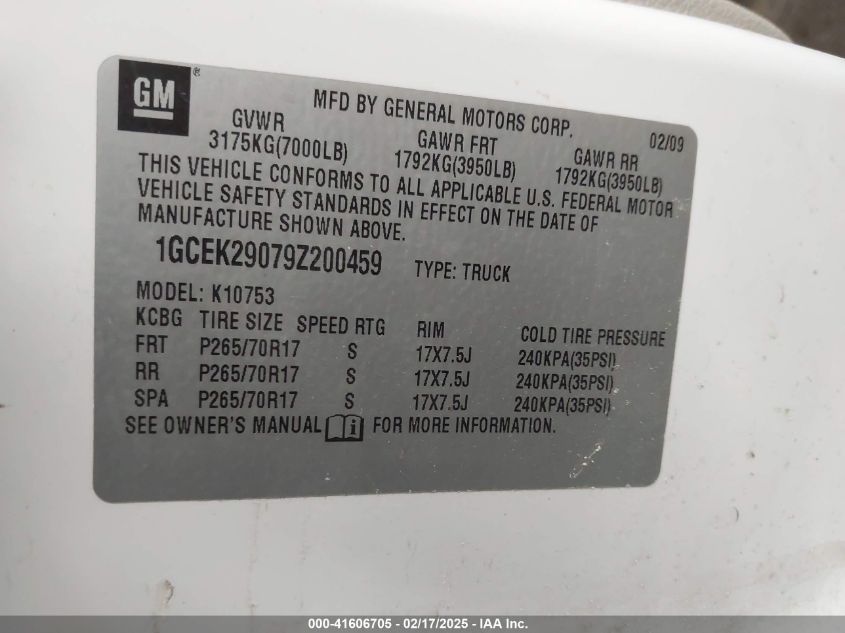 GM®
MFD BY GENERAL MOTORS CORP. 02/09
GVWR GAWR FRT GAWR RR
3175KG(7000LB) 1792KG(3950LB) 1792KG(3950LB)
THIS VEHICLE CONFORMS TO ALL APPLICABLE U.S. FEDERAL MOTOR
VEHICLE SAFETY STANDARDS IN EFFECT ON THE DATE OF
MANUFACTURE SHOWN ABOVE.
1GCEK29079Z200459 TYPE: TRUCK
MODEL: K10753
KCBG TIRE SIZE SPEED RTG RIM COLD TIRE PRESSURE
FRT P265/70R17 S 17X7.5J 240KPA(35PSI)
RR P265/70R17 S 17X7.5J 240KPA(35PSI)
SPA P265/70R17 S 17X7.5J 240KPA(35PSI)
SEE OWNER'S MANUAL i FOR MORE INFORMATION.
000-41606705 - 02/17/2025 - IAA Inc.